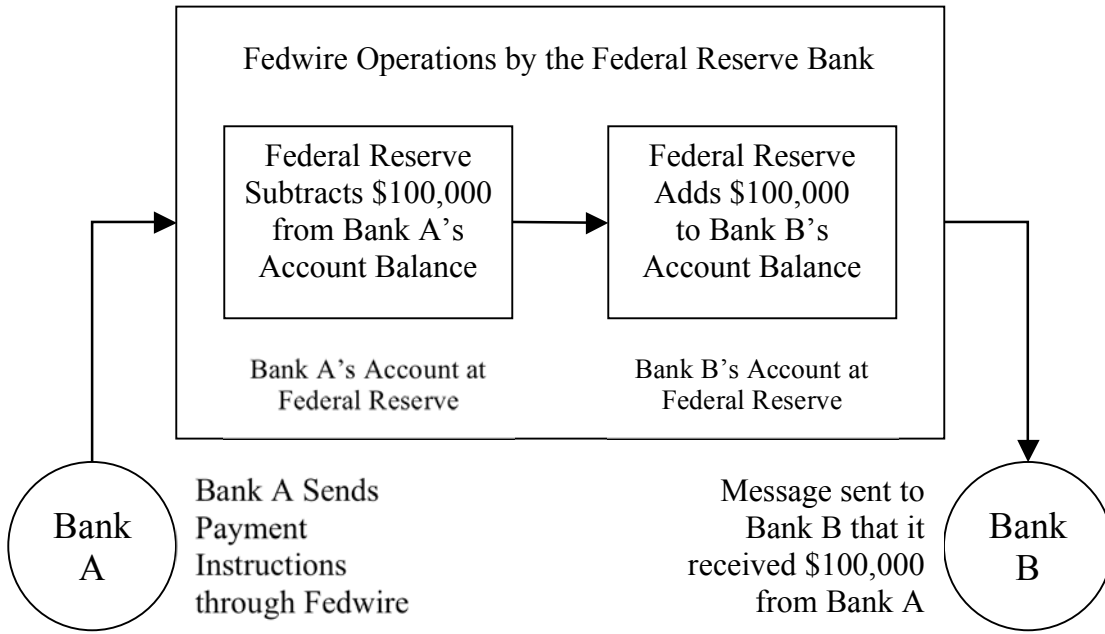 Fedwire Operations by the Federal Reserve Bank
Federal Reserve
Subtracts $100,000
from Bank A’s
Account Balance
Federal Reserve
Adds $100,000
to Bank B’s
Account Balance
Bank A’s Account at
Federal Reserve
Bank B’s Account at
Federal Reserve
Bank
A
Bank A Sends
Payment
Instructions
through Fedwire
Message sent to
Bank B that it
received $100,000
from Bank A
Bank
B